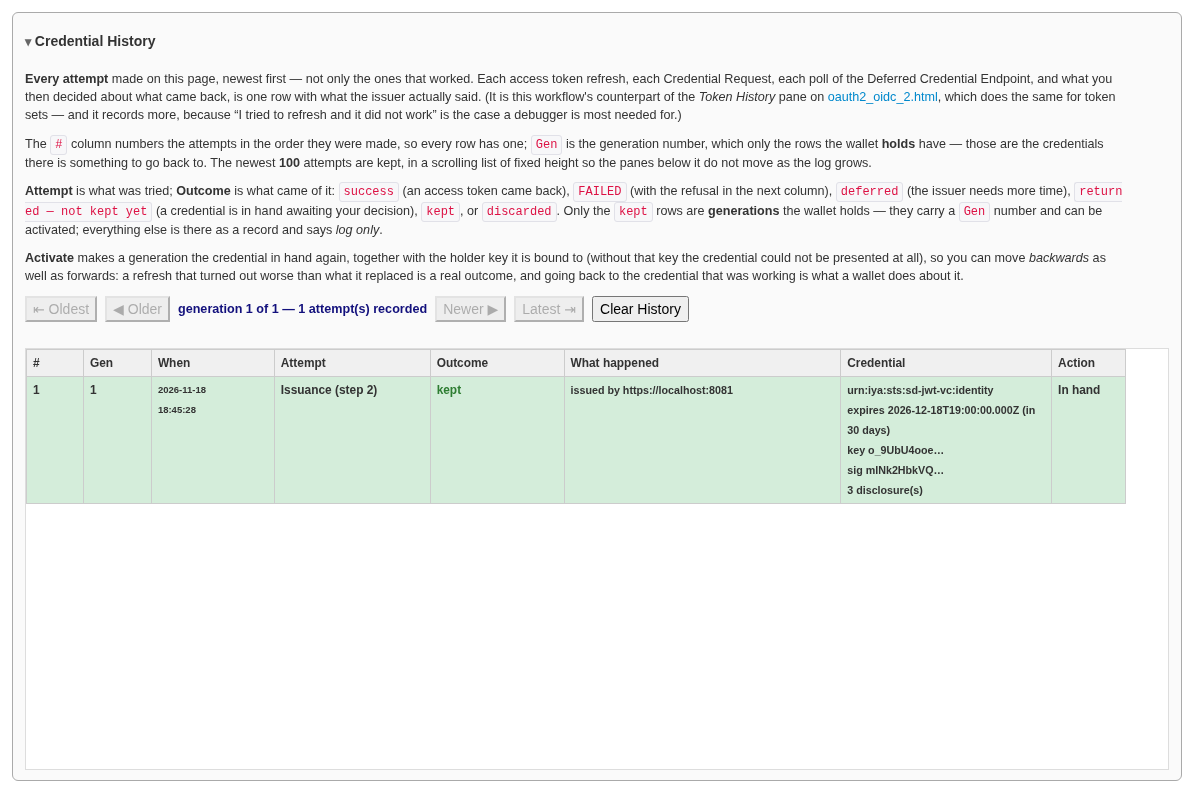 ▾ Credential History
Every attempt made on this page, newest first — not only the ones that worked. Each access token refresh, each Credential Request, each poll of the Deferred Credential Endpoint, and what you
then decided about what came back, is one row with what the issuer actually said. (It is this workflow's counterpart of the Token History pane on oauth2_oidc_2.html, which does the same for token
sets — and it records more, because “I tried to refresh and it did not work” is the case a debugger is most needed for.)
The # column numbers the attempts in the order they were made, so every row has one; Gen is the generation number, which only the rows the wallet holds have — those are the credentials
there is something to go back to. The newest 100 attempts are kept, in a scrolling list of fixed height so the panes below it do not move as the log grows.
Attempt is what was tried; Outcome is what came of it: success (an access token came back), FAILED (with the refusal in the next column), deferred (the issuer needs more time), return
ed — not kept yet (a credential is in hand awaiting your decision), kept, or discarded. Only the kept rows are generations the wallet holds — they carry a Gen number and can be
activated; everything else is there as a record and says log only.
Activate makes a generation the credential in hand again, together with the holder key it is bound to (without that key the credential could not be presented at all), so you can move backwards as
well as forwards: a refresh that turned out worse than what it replaced is a real outcome, and going back to the credential that was working is what a wallet does about it.
⇤ Oldest ◀ Older generation 1 of 1 — 1 attempt(s) recorded Newer ▶ Latest ⇥ Clear History
# Gen When Attempt Outcome What happened Credential Action
1 1 2026-11-18 Issuance (step 2) kept issued by https://localhost:8081 urn:iya:sts:sd-jwt-vc:identity In hand
18:45:28 expires 2026-12-18T19:00:00.000Z (in
30 days)
key o_9UbU4ooe…
sig mINk2HbkVQ…
3 disclosure(s)